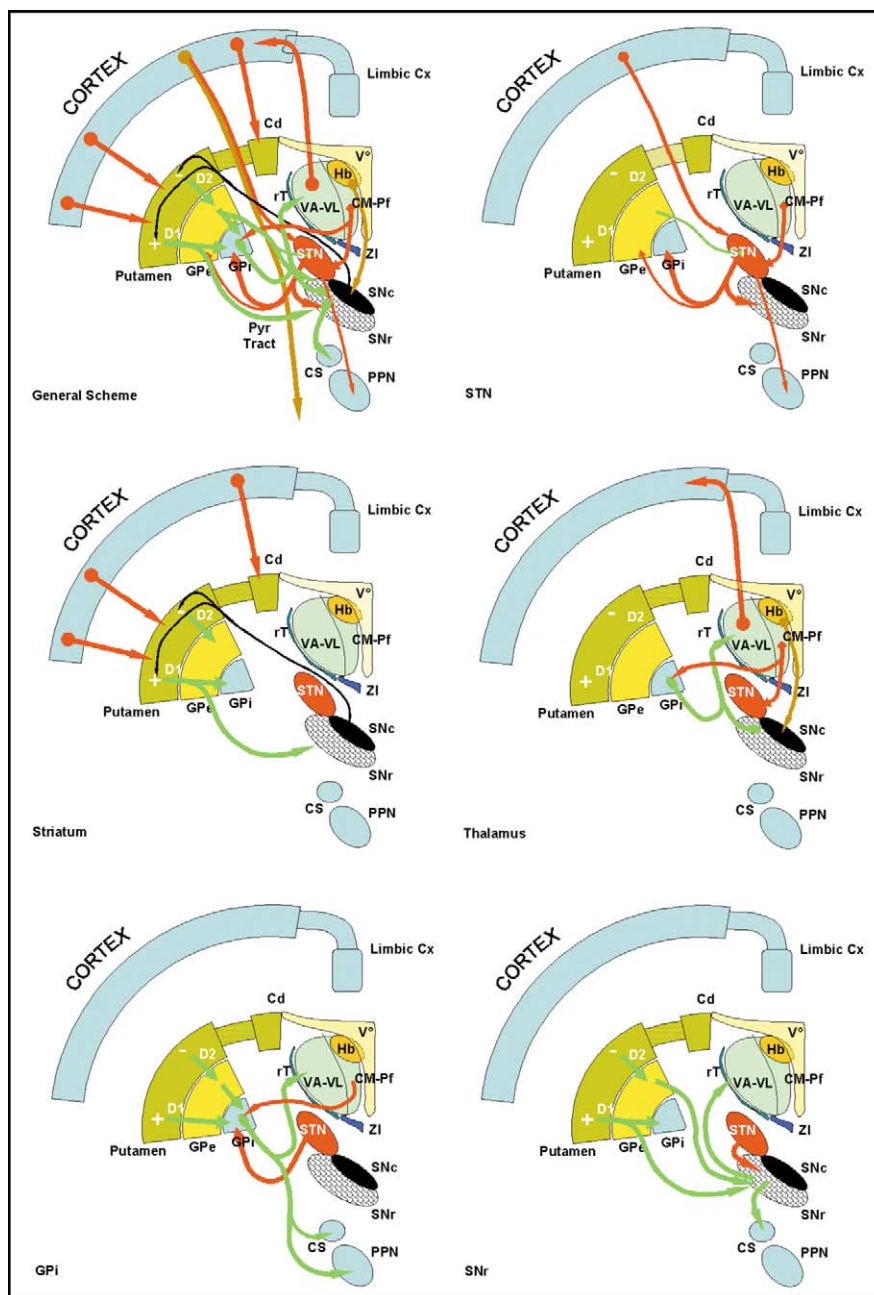 CORTEX
Limbic Cx
Cd
V°
- D2
Hb
rT
VA-VL
CM-Pf
+ D1
STN
ZI
Putamen
GPe
GPi
SNc
Pyr
Tract
SNr
CS
PPN
General Scheme
CORTEX
Limbic Cx
Cd
V°
- D2
Hb
rT
VA-VL
CM-Pf
+ D1
STN
ZI
Putamen
GPe
GPi
SNc
SNr
CS
PPN
STN
CORTEX
Limbic Cx
Cd
V°
- D2
Hb
rT
VA-VL
CM-Pf
+ D1
STN
ZI
Putamen
GPe
GPi
SNc
SNr
CS
PPN
Striatum
CORTEX
Limbic Cx
Cd
V°
- D2
Hb
rT
VA-VL
CM-Pf
+ D1
STN
ZI
Putamen
GPe
GPi
SNc
SNr
CS
PPN
Thalamus
CORTEX
Limbic Cx
Cd
V°
- D2
Hb
rT
VA-VL
CM-Pf
+ D1
STN
ZI
Putamen
GPe
GPi
SNc
SNr
CS
PPN
GPi
CORTEX
Limbic Cx
Cd
V°
- D2
Hb
rT
VA-VL
CM-Pf
+ D1
STN
ZI
Putamen
GPe
GPi
SNc
SNr
CS
PPN
SNr